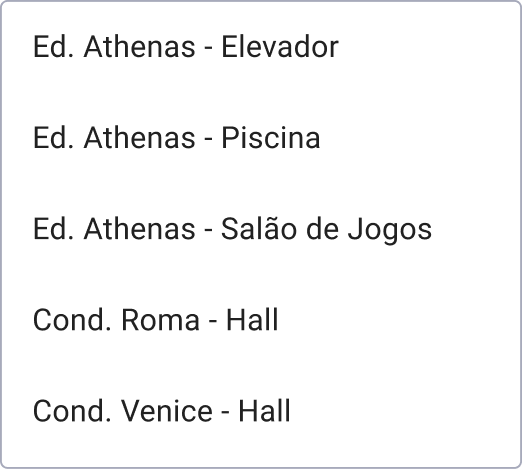 Ed. Athenas - Elevador
Ed. Athenas - Piscina
Ed. Athenas - Salão de Jogos
Cond. Roma - Hall
Cond. Venice - Hall